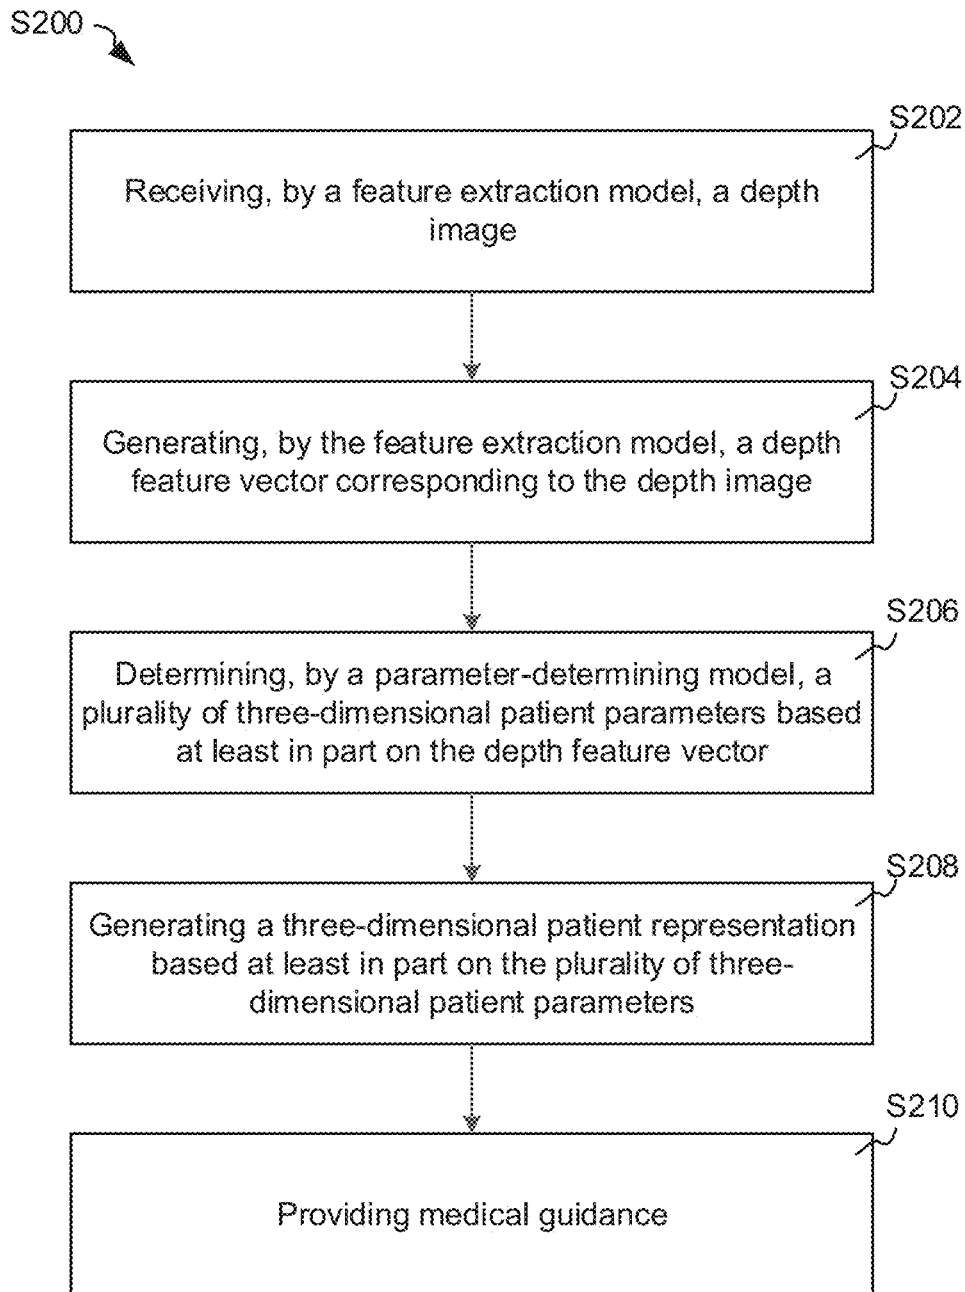 S200
S202
Receiving, by a feature extraction model, a depth
image
S204
Generating, by the feature extraction model, a depth
feature vector corresponding to the depth image
S206
Determining, by a parameter-determining model, a
plurality of three-dimensional patient parameters based
at least in part on the depth feature vector
S208
Generating a three-dimensional patient representation
based at least in part on the plurality of three-
dimensional patient parameters
S210
Providing medical guidance